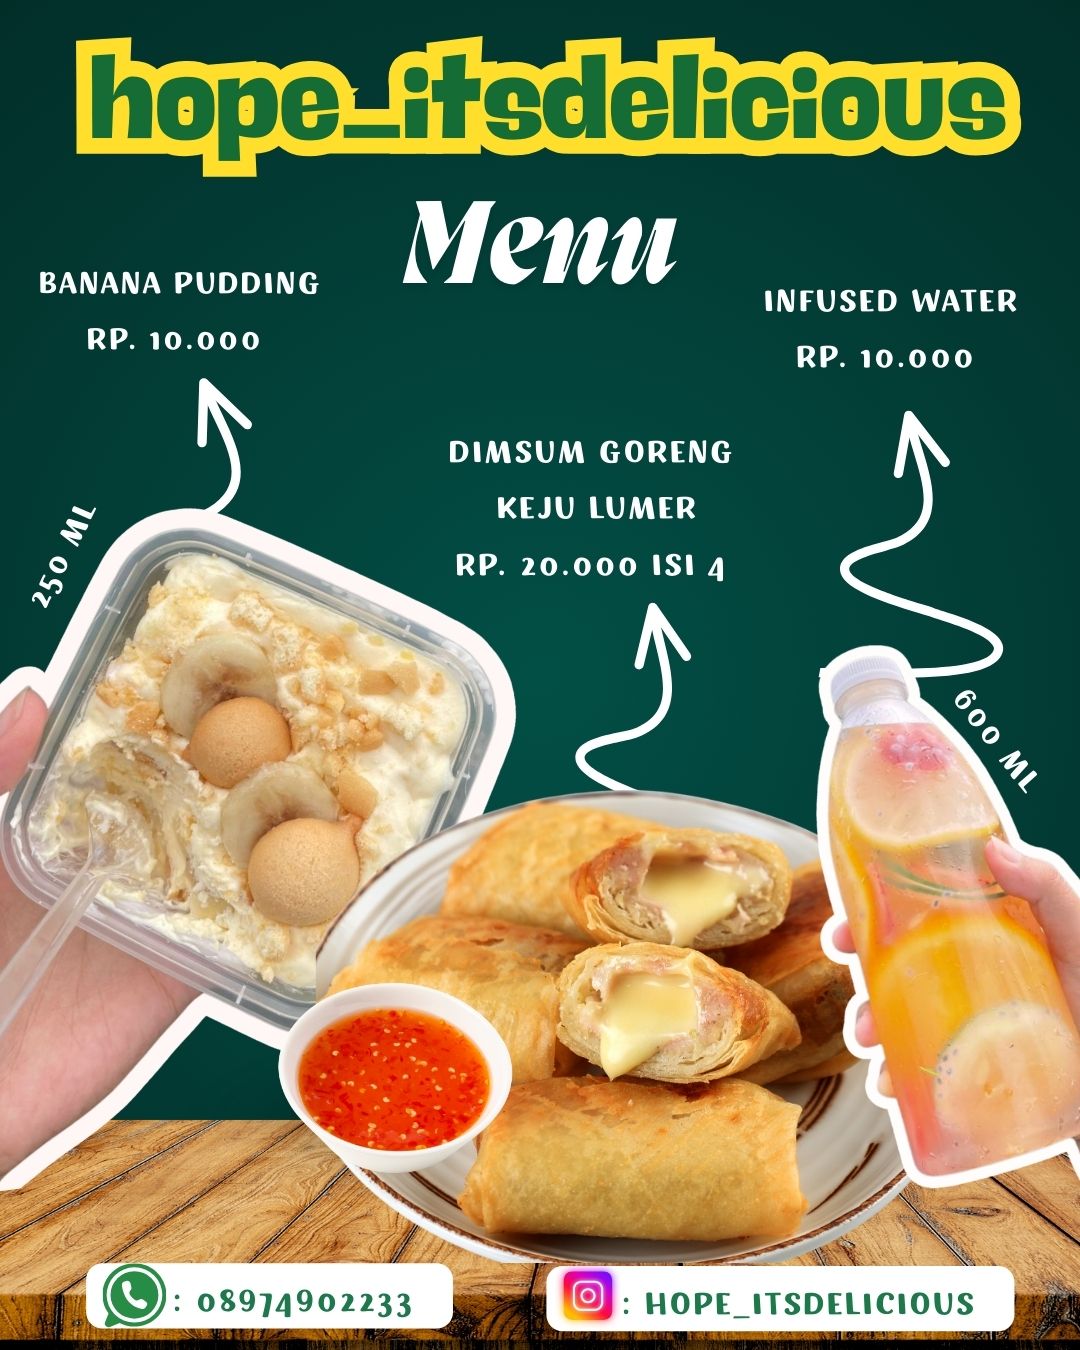 hope_itsdelicious
Menu
BANANA PUDDING
RP. 10.000
INFUSED WATER
RP. 10.000
DIMSUM GORENG
KEJU LUMER
RP. 20.000 ISI 4
250 ML
600 ML
: 08974902233
: HOPE_ITSDELICIOUS